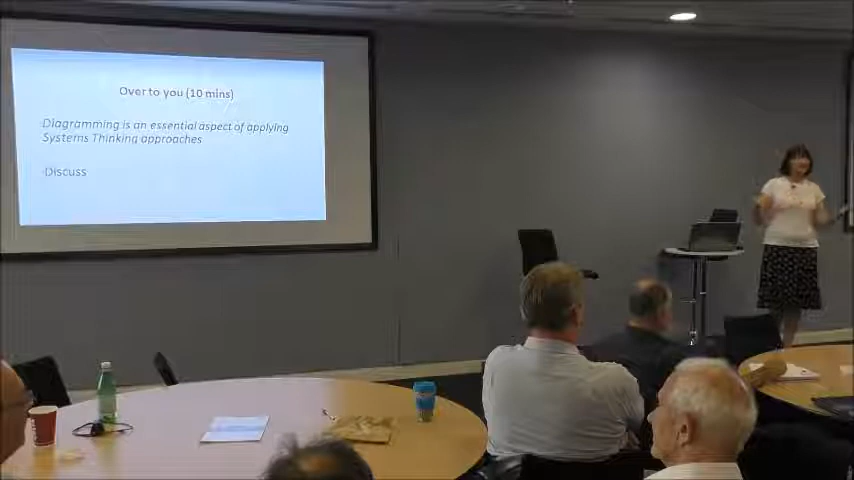 Over to you (10 mins)
Diagramming is an essential aspect of applying
Systems Thinking approaches
Discuss